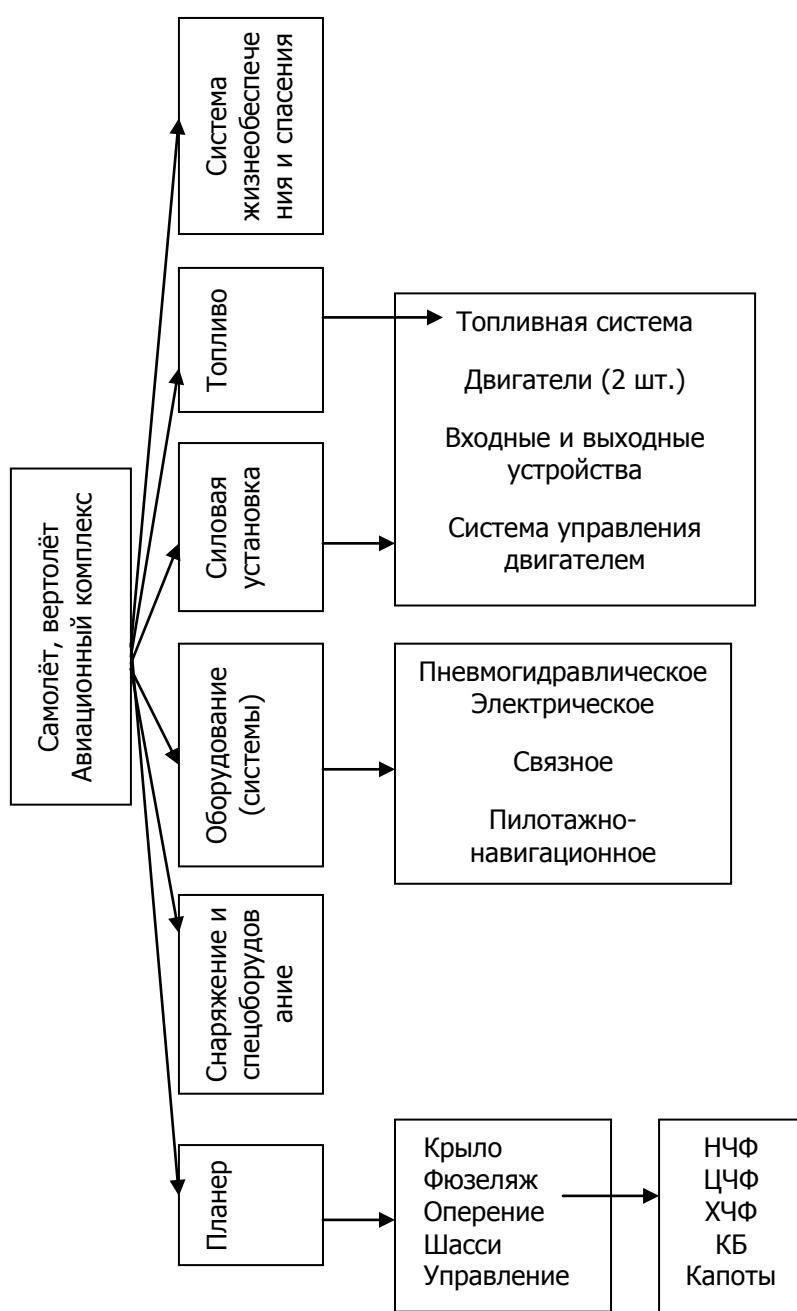 Самолёт, вертолёт
Авиационный комплекс
Система
жизнеобеспече
ния и спасения
Топливо
Силовая
установка
Оборудование
(системы)
Снаряжение и
спецоборудов
ание
Планер
Топливная система
Двигатели (2 шт.)
Входные и выходные
устройства
Система управления
двигателем
Пневмогидравлическое
Электрическое
Связное
Пилотажно-
навигационное
Крыло
Фюзеляж
Оперение
Шасси
Управление
НЧФ
ЦЧФ
ХЧФ
КБ
Капоты